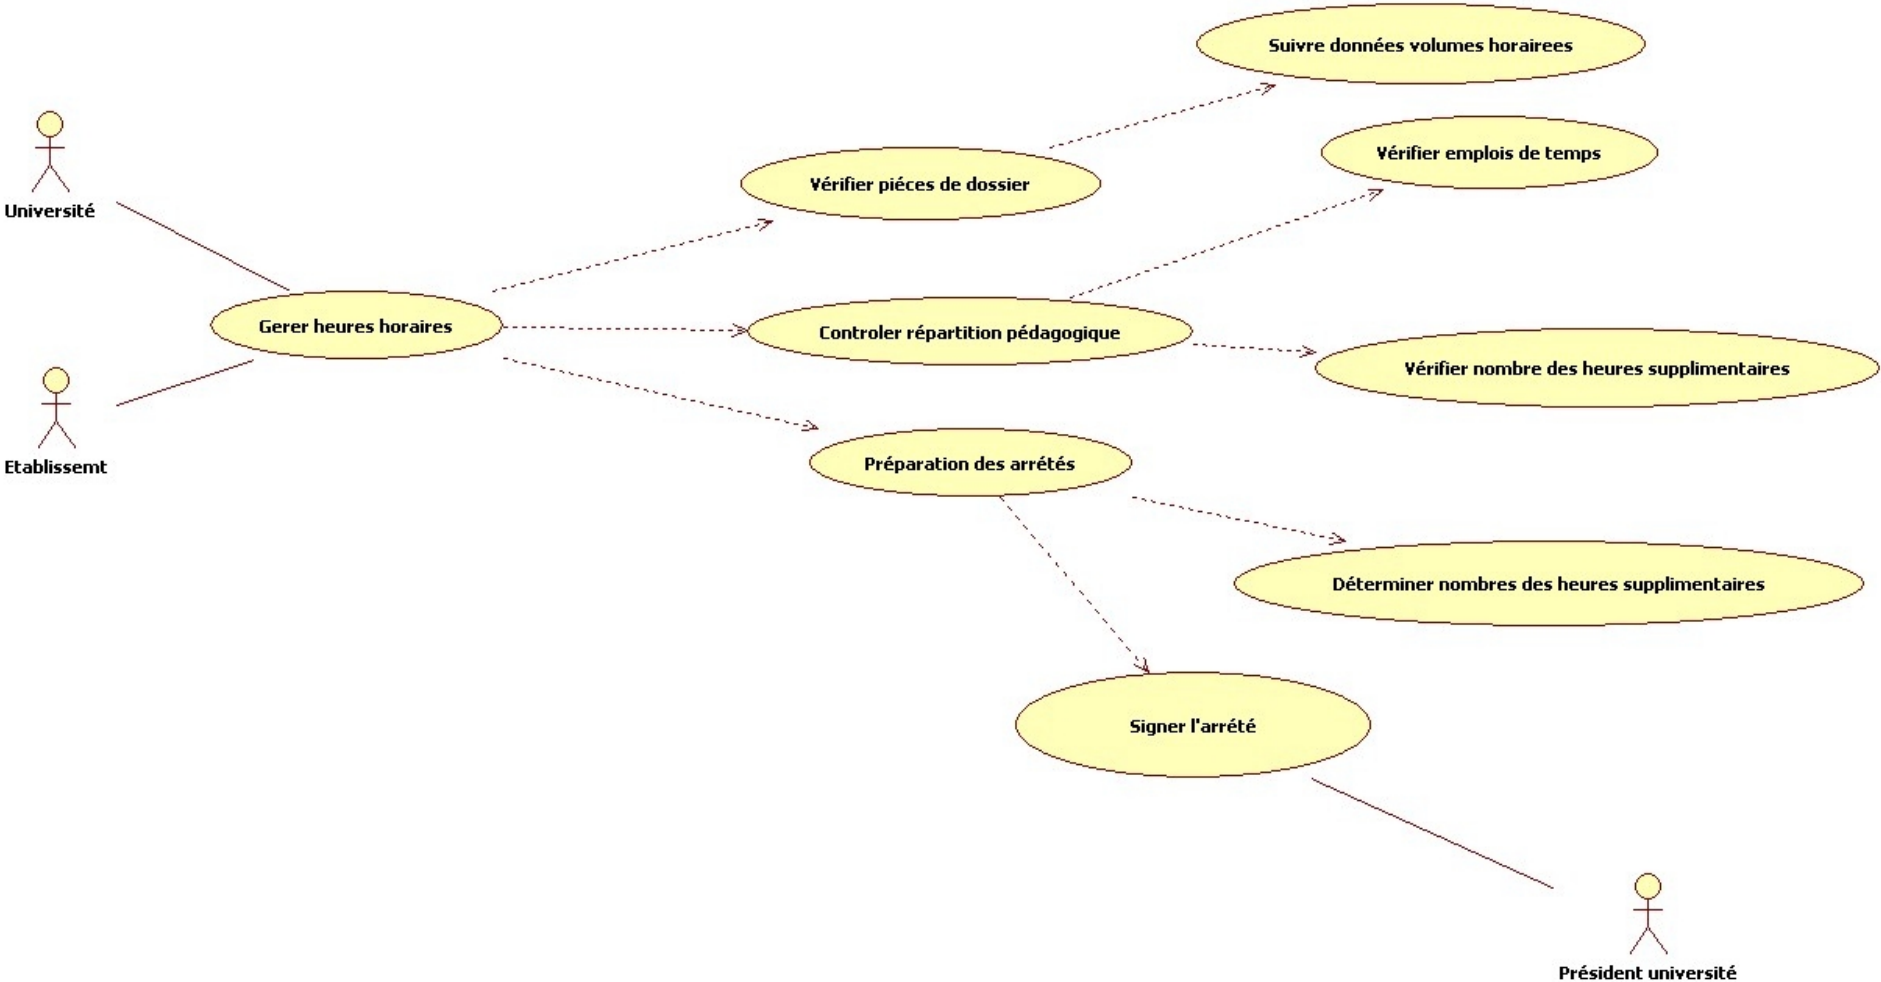 Suivre données volumes horairees
Vérifier emplois de temps
Vérifier piéces de dossier
Université
Gerer heures horaires
Controler répartition pédagogique
Vérifier nombre des heures supplimentaires
Etablissemt
Préparation des arrétés
Déterminer nombres des heures supplimentaires
Signer l'arrété
Président université